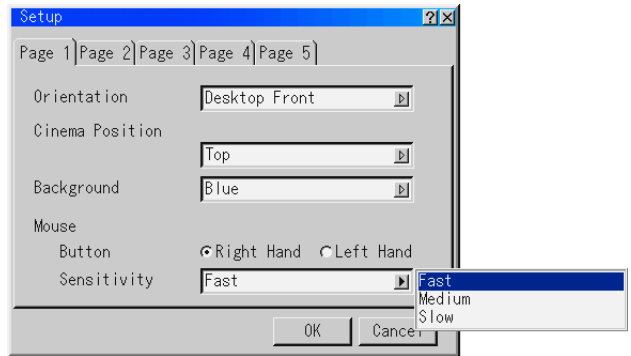 Setup
Page 1 Page 2 Page 3 Page 4 Page 5
Orientation Desktop Front
Cinema Position
Top
Background Blue
Mouse
Button Right Hand Left Hand
Sensitivity Fast
Fast
Medium
Slow
OK Cancel